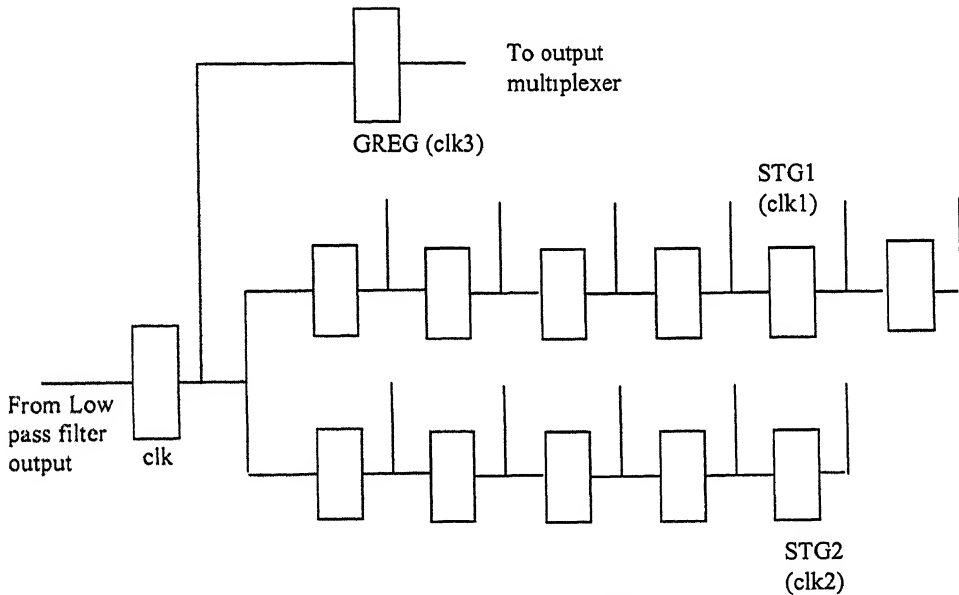 To output
multiplexer
GREG (clk3)
STG1
(clk1)
From Low
pass filter
output
clk
STG2
(clk2)